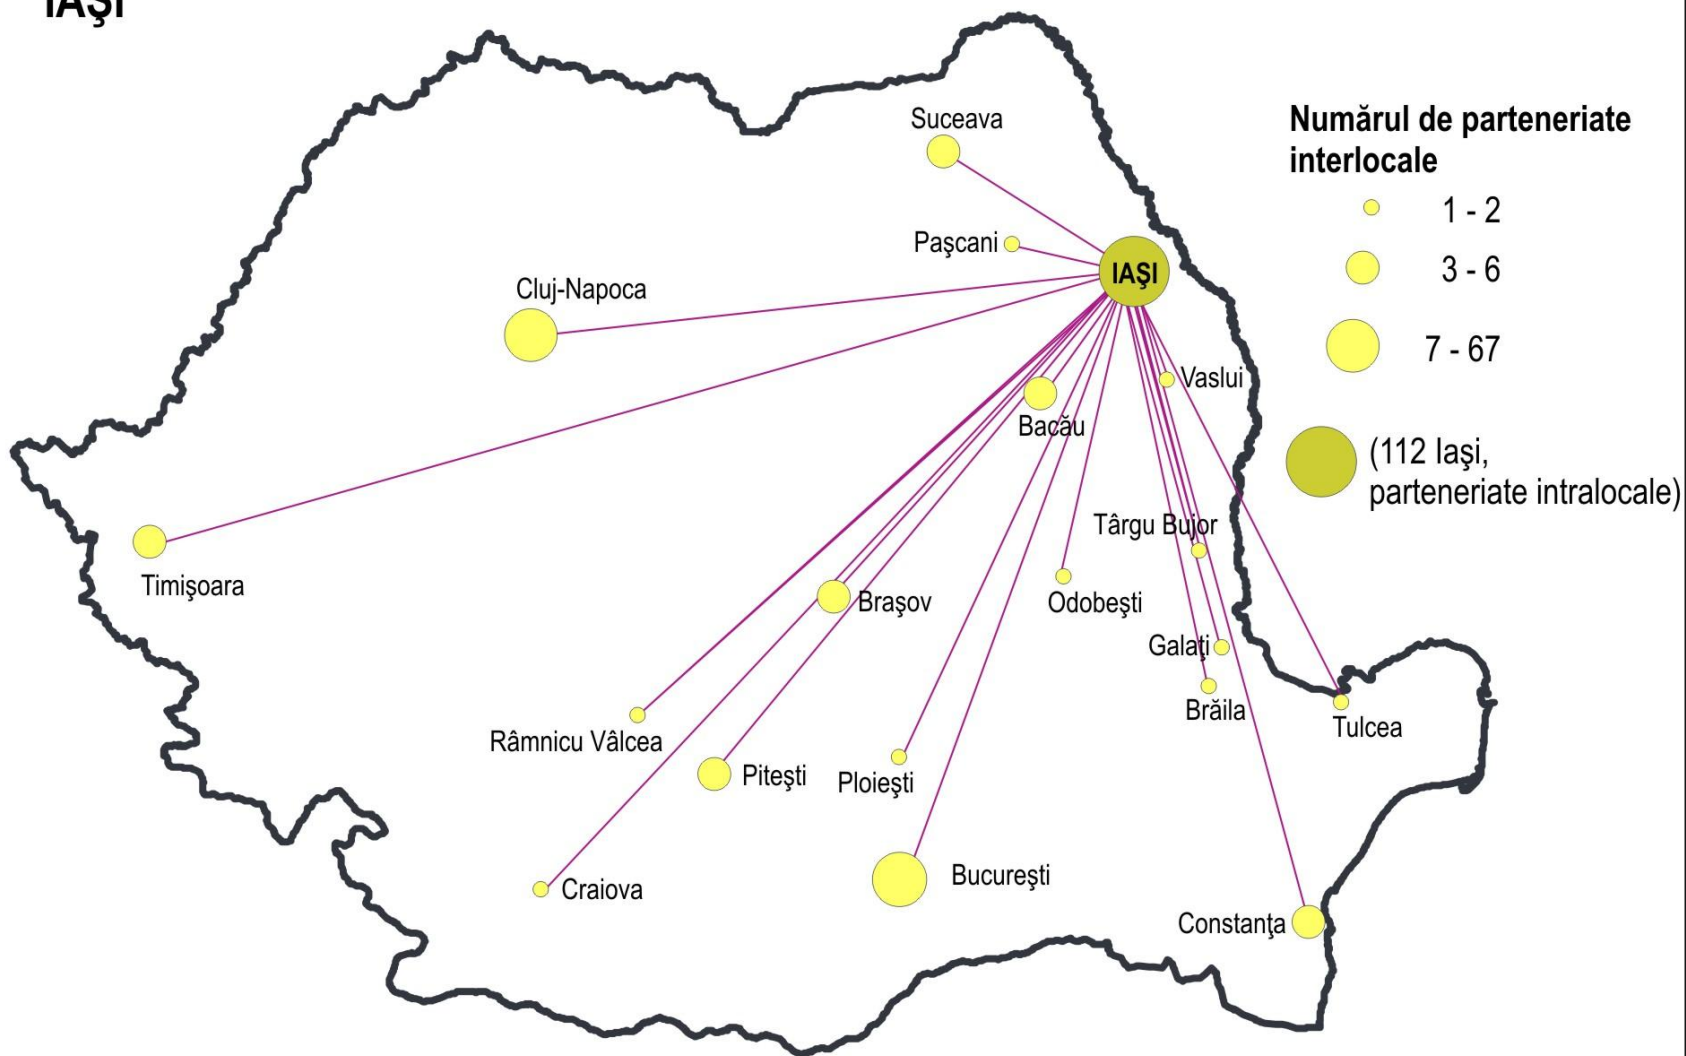 IAŞI
Numărul de parteneriate
interlocale
1 - 2
3 - 6
7 - 67
(112 Iaşi,
parteneriate intralocale)
Suceava
Paşcani
IAŞI
Cluj-Napoca
Vaslui
Bacău
Târgu Bujor
Timişoara
Braşov
Odobeşti
Galaţi
Brăila
Tulcea
Râmnicu Vâlcea
Piteşti
Ploieşti
Craiova
Bucureşti
Constanţa